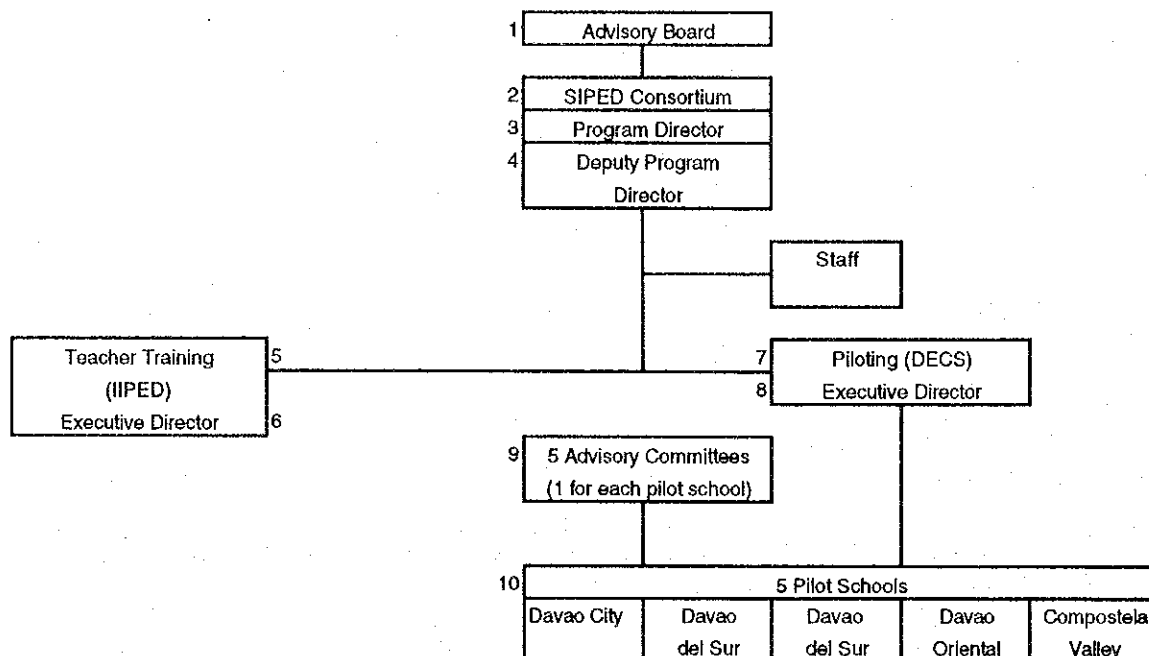 1 Advisory Board
2 SIPED Consortium
3 Program Director
4 Deputy Program
Director
Staff
Teacher Training 5
(IIPED)
Executive Director 6
7 Piloting (DECS)
8 Executive Director
9 5 Advisory Committees
(1 for each pilot school)
10 5 Pilot Schools
Davao City
Davao
del Sur
Davao
del Sur
Davao
Oriental
Compostela
Valley